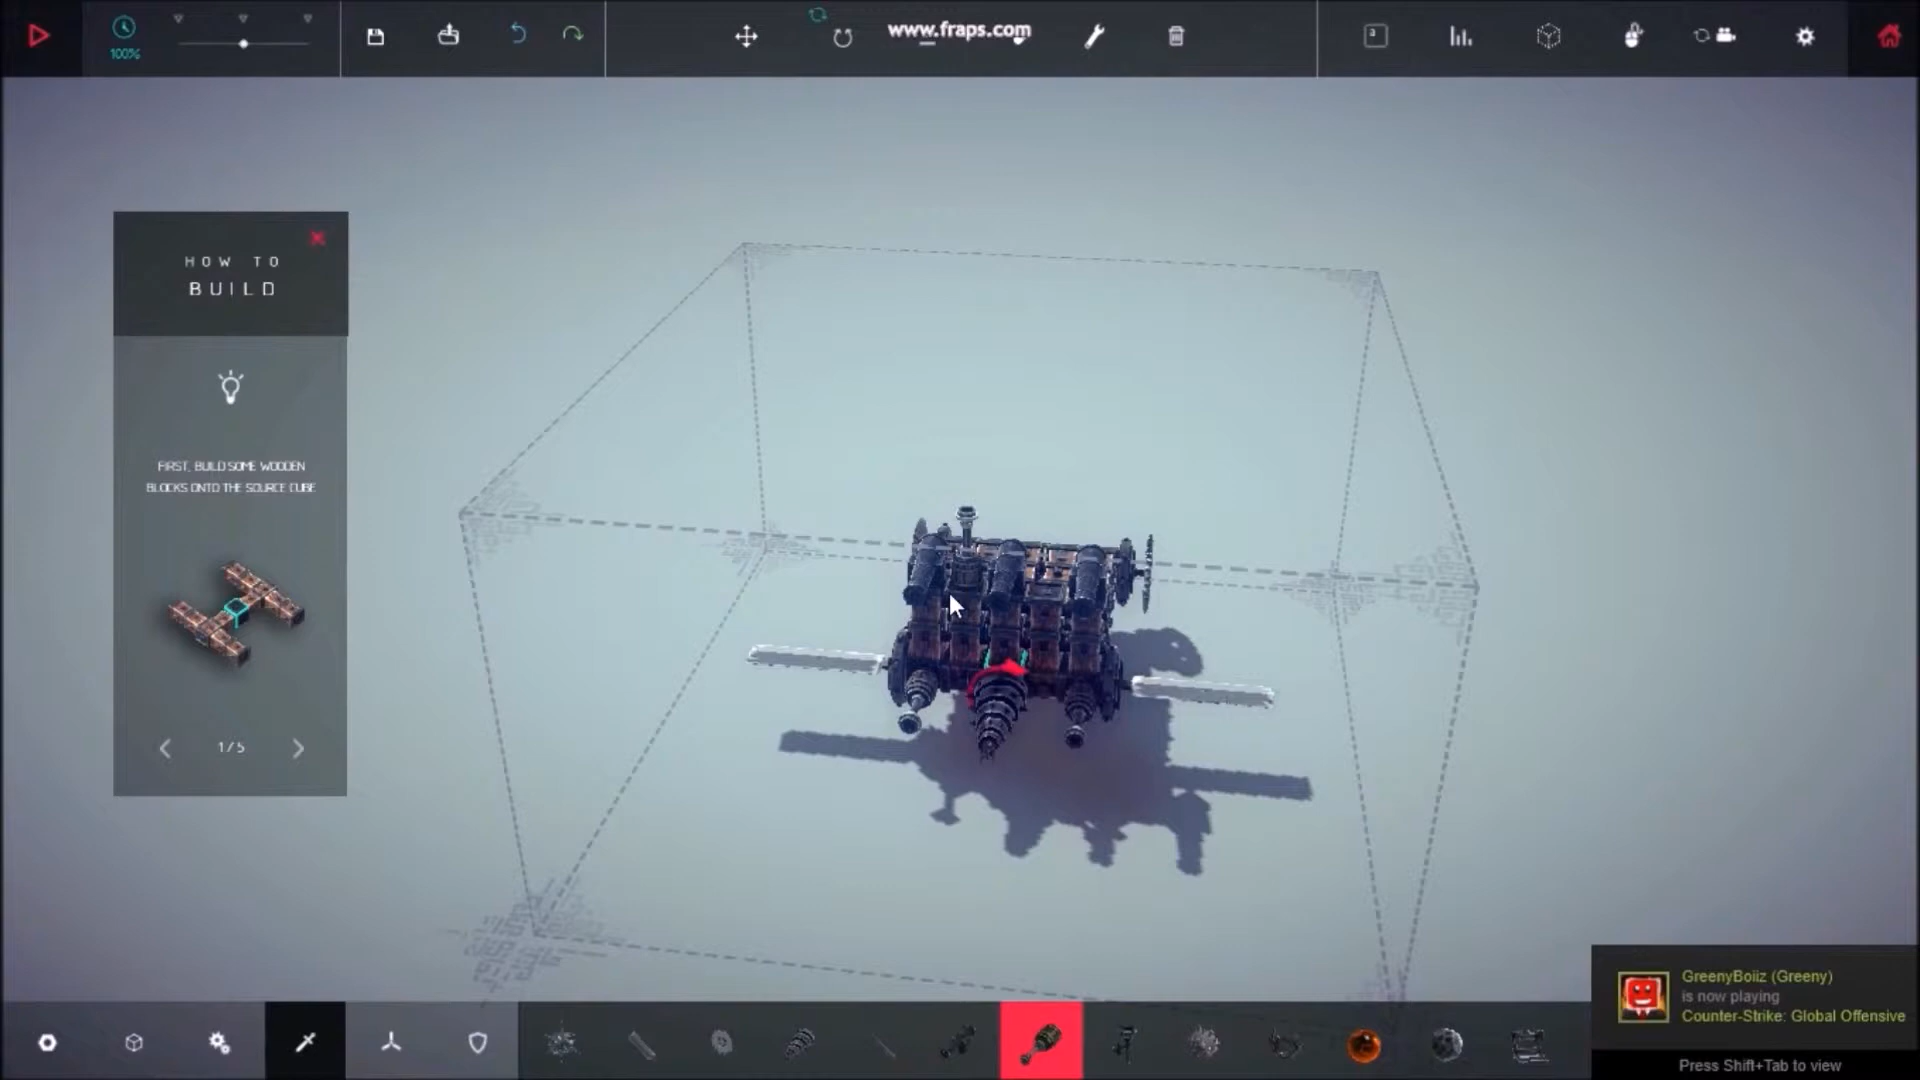 100%
www.fraps.com
HOW TO
BUILD
FIRST, BUILD SOME WOODEN
BLOCKS ONTO THE SOURCE CUBE
1/5
GreenyBoiiz (Greeny)
is now playing
Counter-Strike: Global Offensive
Press Shift+Tab to view